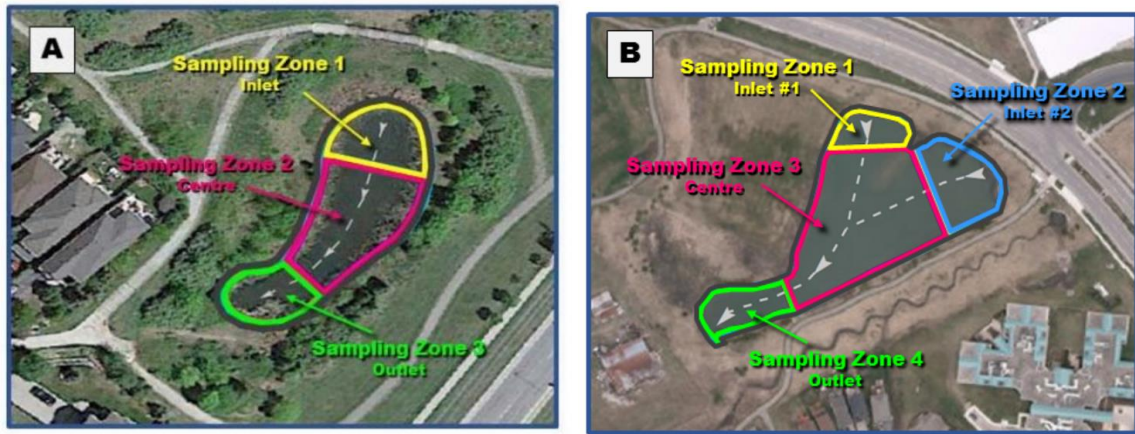 A
Sampling Zone 1
Inlet
Sampling Zone 2
Centre
Sampling Zone 3
Outlet
B
Sampling Zone 1
Inlet #1
Sampling Zone 2
Inlet #2
Sampling Zone 3
Centre
Sampling Zone 4
Outlet